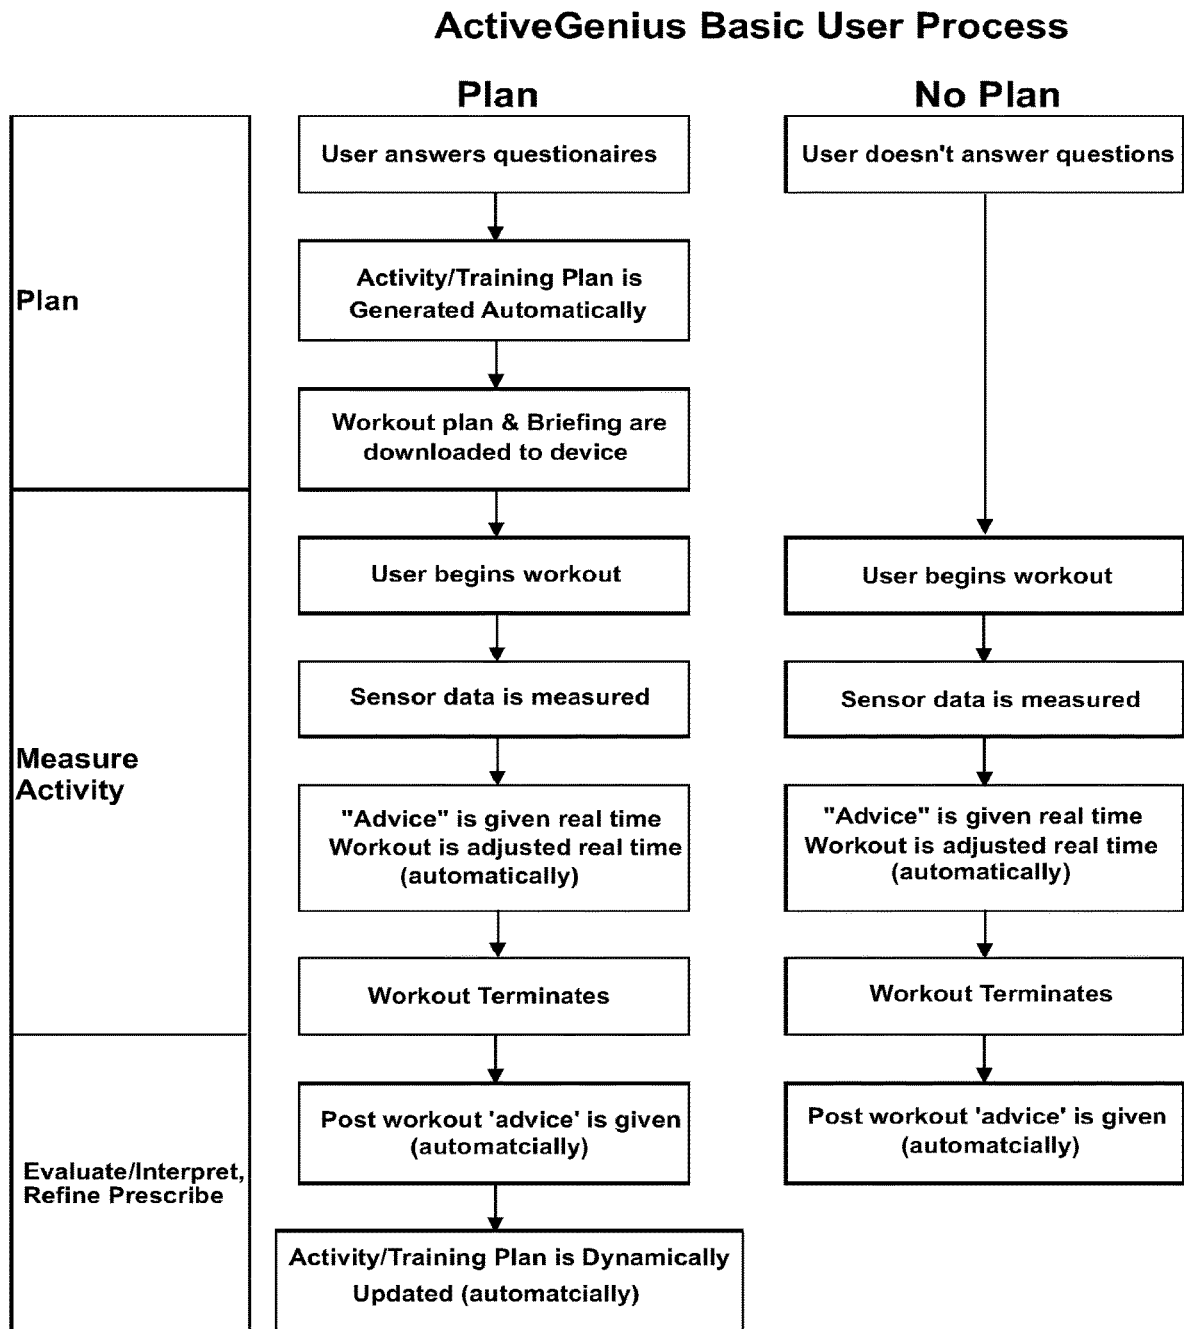 ActiveGenius Basic User Process
Plan
No Plan
Plan
User answers questionaires
User doesn't answer questions
Activity/Training Plan is
Generated Automatically
Workout plan & Briefing are
downloaded to device
Measure
Activity
User begins workout
User begins workout
Sensor data is measured
Sensor data is measured
"Advice" is given real time
Workout is adjusted real time
(automatically)
"Advice" is given real time
Workout is adjusted real time
(automatically)
Workout Terminates
Workout Terminates
Evaluate/Interpret,
Refine Prescribe
Post workout 'advice' is given
(automatcially)
Post workout 'advice' is given
(automatcially)
Activity/Training Plan is Dynamically
Updated (automatcially)